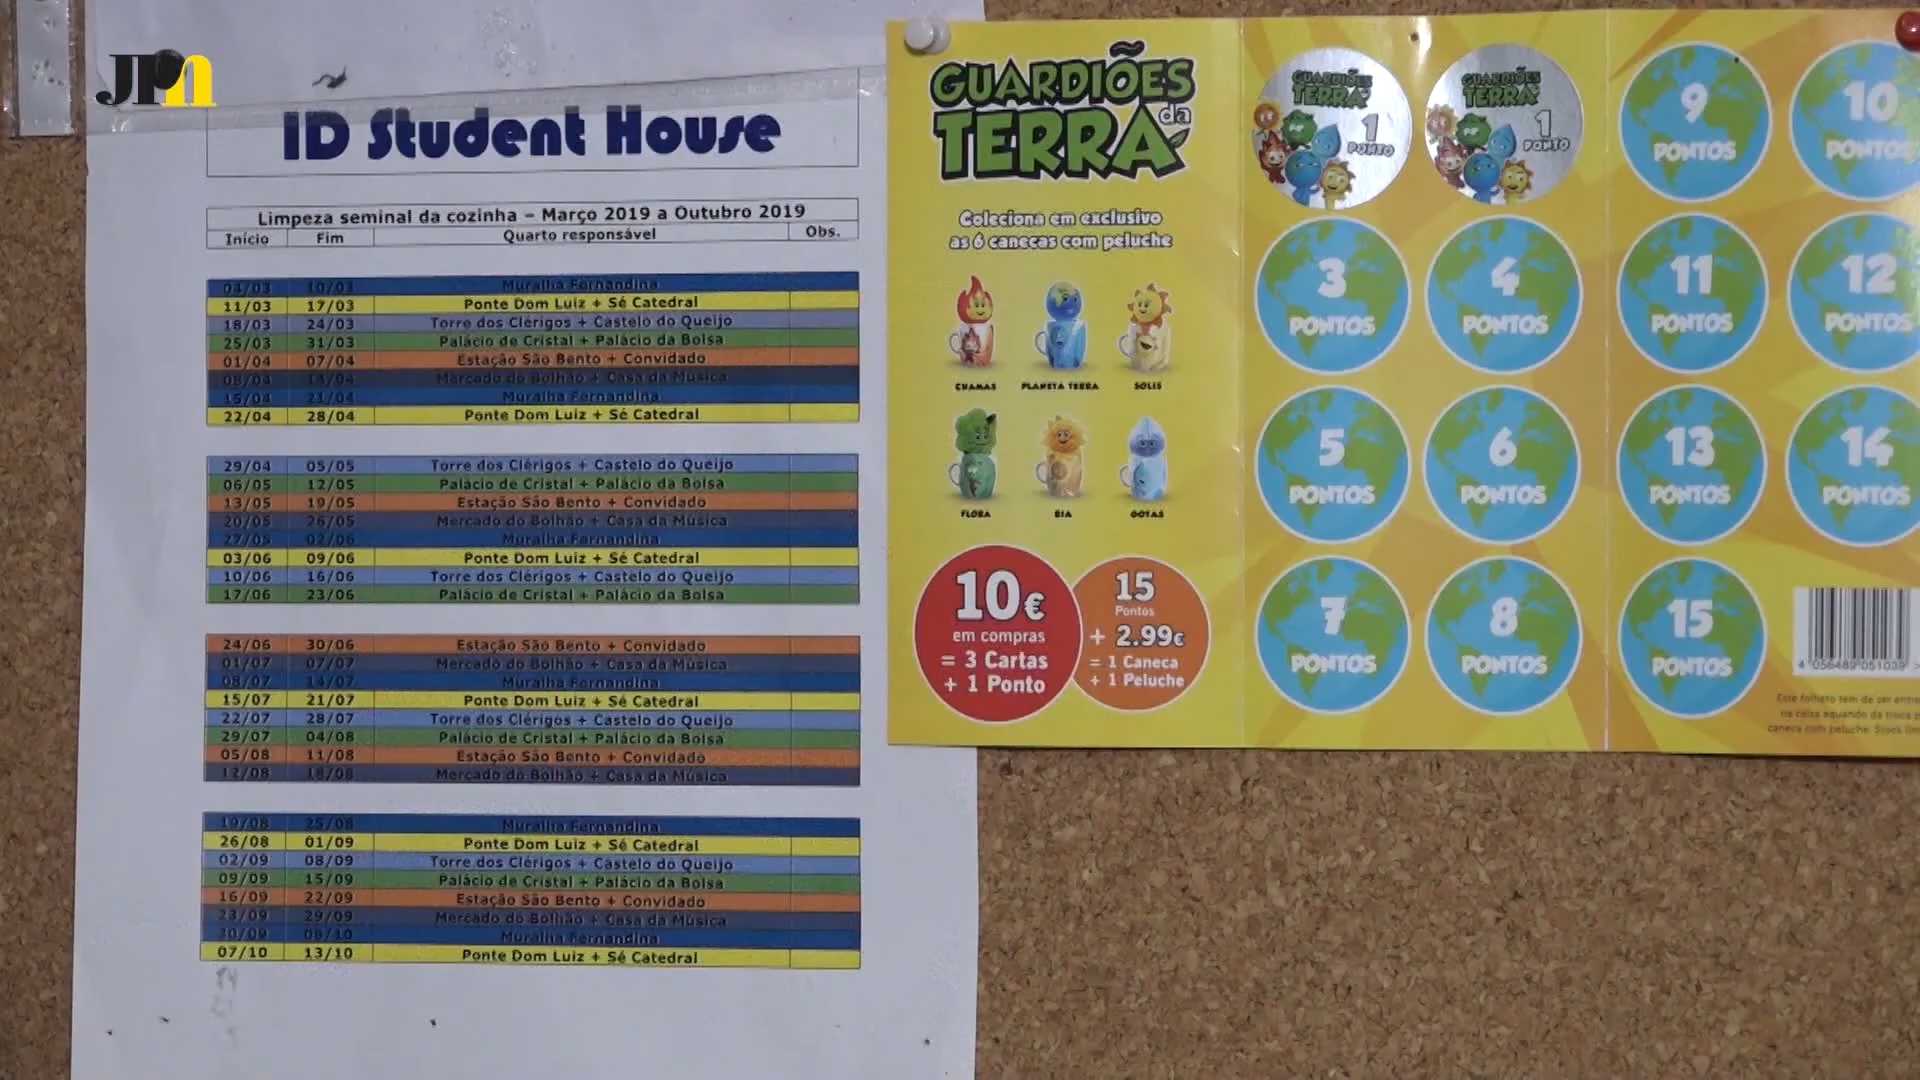 JPn
ID Student House
Limpeza seminal da cozinha – Março 2019 a Outubro 2019
Início Fim Quarto responsável Obs.
04/03 10/03 Muralha Fernandina
11/03 17/03 Ponte Dom Luiz + Sé Catedral
18/03 24/03 Torre dos Clérigos + Castelo do Queijo
25/03 31/03 Palácio de Cristal + Palácio da Bolsa
01/04 07/04 Estação São Bento + Convidado
08/04 14/04 Mercado do Bolhão + Casa da Música
15/04 21/04 Muralha Fernandina
22/04 28/04 Ponte Dom Luiz + Sé Catedral
29/04 05/05 Torre dos Clérigos + Castelo do Queijo
06/05 12/05 Palácio de Cristal + Palácio da Bolsa
13/05 19/05 Estação São Bento + Convidado
20/05 26/05 Mercado do Bolhão + Casa da Música
27/05 02/06 Muralha Fernandina
03/06 09/06 Ponte Dom Luiz + Sé Catedral
10/06 16/06 Torre dos Clérigos + Castelo do Queijo
17/06 23/06 Palácio de Cristal + Palácio da Bolsa
24/06 30/06 Estação São Bento + Convidado
01/07 07/07 Mercado do Bolhão + Casa da Música
08/07 14/07 Muralha Fernandina
15/07 21/07 Ponte Dom Luiz + Sé Catedral
22/07 28/07 Torre dos Clérigos + Castelo do Queijo
29/07 04/08 Palácio de Cristal + Palácio da Bolsa
05/08 11/08 Estação São Bento + Convidado
12/08 18/08 Mercado do Bolhão + Casa da Música
19/08 25/08 Muralha Fernandina
26/08 01/09 Ponte Dom Luiz + Sé Catedral
02/09 08/09 Torre dos Clérigos + Castelo do Queijo
09/09 15/09 Palácio de Cristal + Palácio da Bolsa
16/09 22/09 Estação São Bento + Convidado
23/09 29/09 Mercado do Bolhão + Casa da Música
30/09 06/10 Muralha Fernandina
07/10 13/10 Ponte Dom Luiz + Sé Catedral
GUARDIÕES
da
TERRA
Coleciona em exclusivo
as 6 canecas com peluche
CHAMAS PLANETA TERRA SOLIS
FLORA BIA GOTAS
10€
em compras
= 3 Cartas
+ 1 Ponto
15
Pontos
+ 2.99€
= 1 Caneca
+ 1 Peluche
GUARDIÕES
TERRA
1
PONTO
GUARDIÕES
TERRA
1
PONTO
3
PONTOS
4
PONTOS
5
PONTOS
6
PONTOS
7
PONTOS
8
PONTOS
9
PONTOS
10
PONTOS
11
PONTOS
12
PONTOS
13
PONTOS
14
PONTOS
15
PONTOS
4 056489 051039
Este folheto tem de ser
na caixa aquando da troca
caneca com peluche. Stock